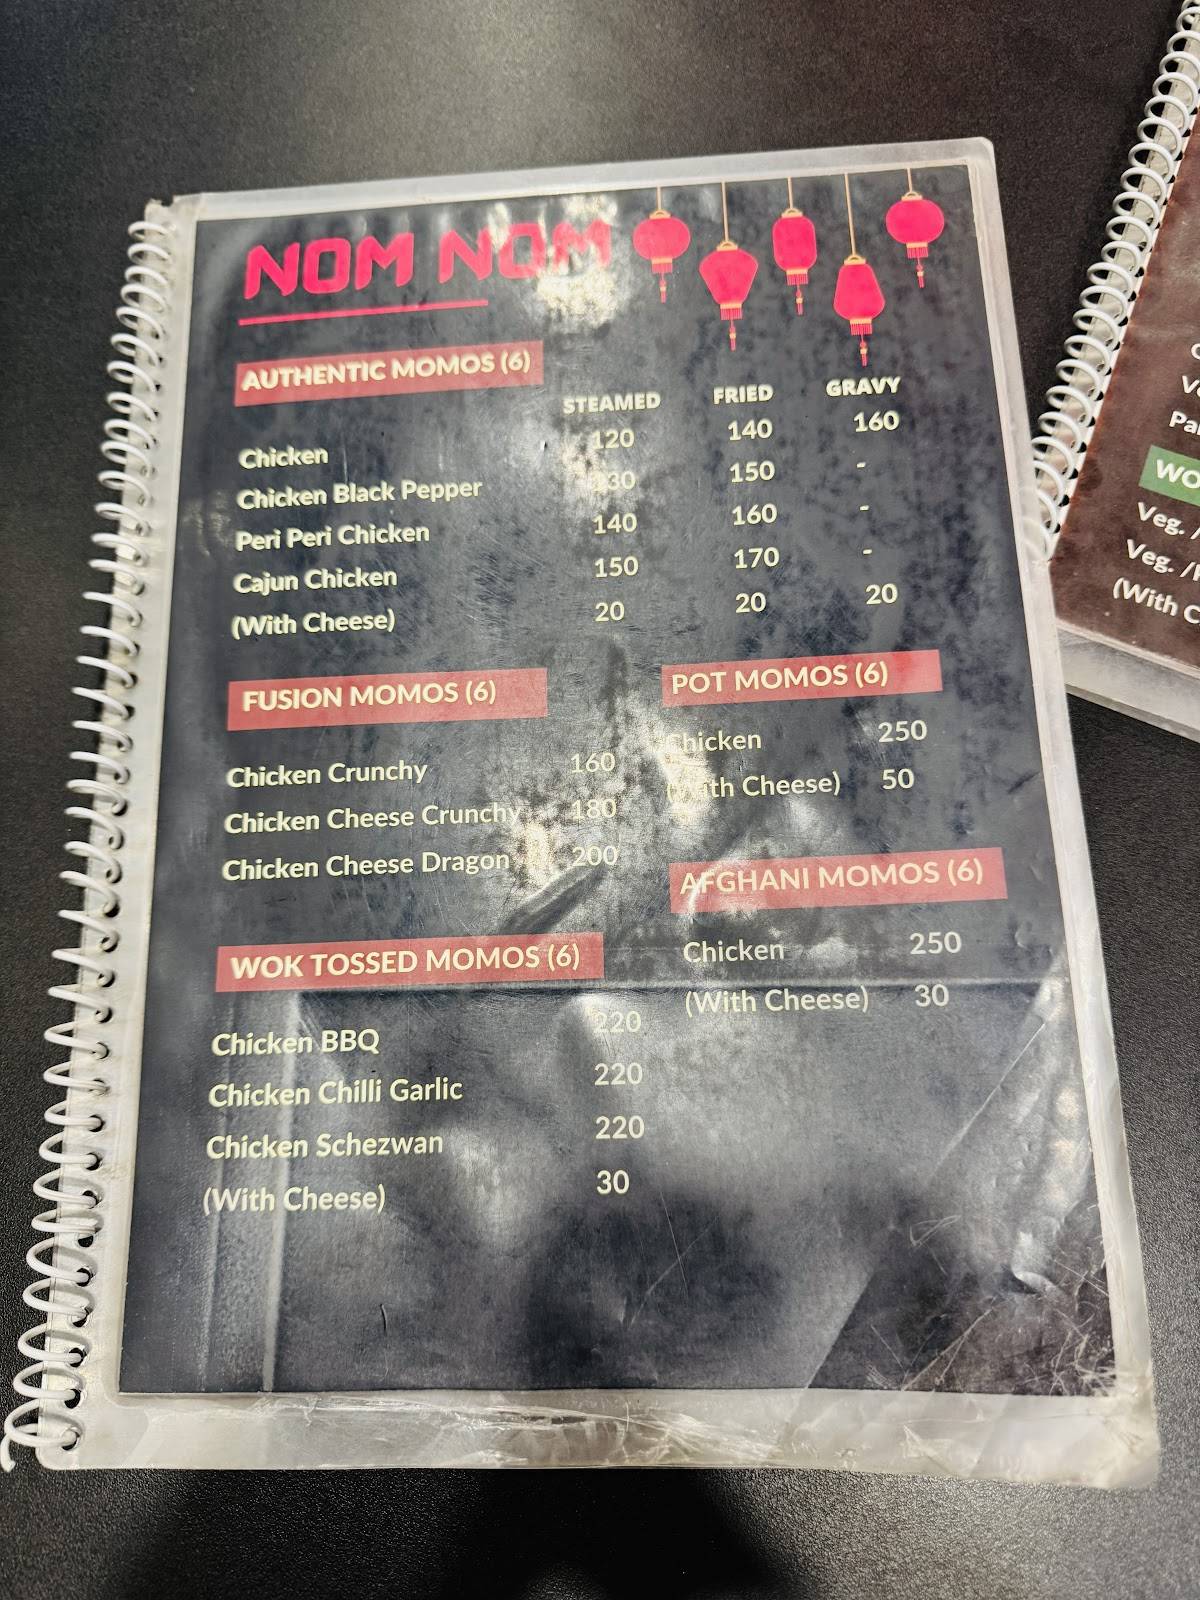 NOM NOM
AUTHENTIC MOMOS (6)
STEAMED FRIED GRAVY
Chicken 120 140 160
Chicken Black Pepper 130 150 -
Peri Peri Chicken 140 160 -
Cajun Chicken 150 170 -
(With Cheese) 20 20 20
FUSION MOMOS (6)
Chicken Crunchy 160
Chicken Cheese Crunchy 180
Chicken Cheese Dragon 200
POT MOMOS (6)
Chicken 250
(With Cheese) 50
AFGHANI MOMOS (6)
Chicken 250
(With Cheese) 30
WOK TOSSED MOMOS (6)
Chicken BBQ 220
Chicken Chilli Garlic 220
Chicken Schezwan 220
(With Cheese) 30
WO
Veg. /
Veg. /
(With C